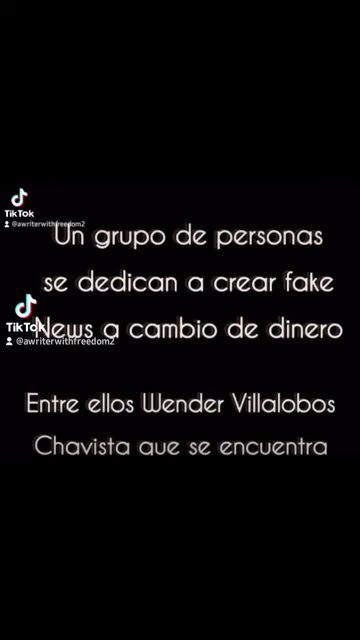 TikTok
@awriterwithfreedom2
Un grupo de personas
se dedican a crear fake
TikTok
News a cambio de dinero
@awriterwithfreedom2
Entre ellos Wender Villalobos
Chavista que se encuentra